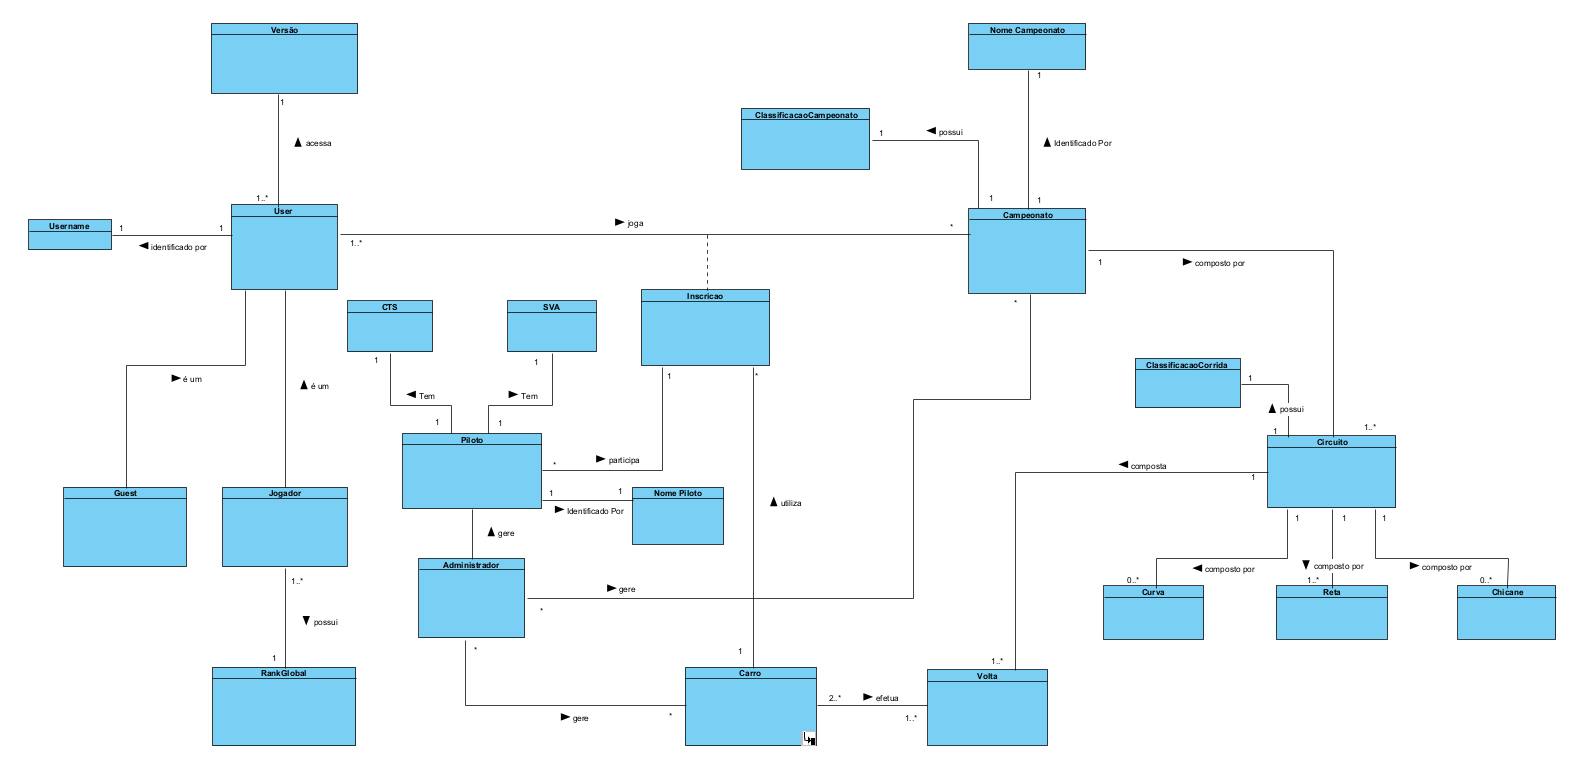 Versão
Nome Campeonato
1
1
ClassificacaoCampeonato
1
possui
acessa
Identificado Por
1..*
1
1
User
Campeonato
Username
1
1
joga
*
identificado por
1..*
1
composto por
CTS
SVA
Inscricao
*
1
1
1
*
ClassificacaoCorrida
1
é um
é um
Tem
Tem
possui
1
1
1
1..*
Piloto
Circuito
*
participa
composta
1
Guest
Jogador
1
1
Nome Piloto
Identificado Por
utiliza
1
1
1
gere
Administrador
composto por
composto por
composto por
1..*
0..*
1..*
0..*
gere
Curva
Reta
Chicane
*
possui
*
1
1
1..*
RankGlobal
Carro
Volta
2..*
efetua
gere
*
1..*